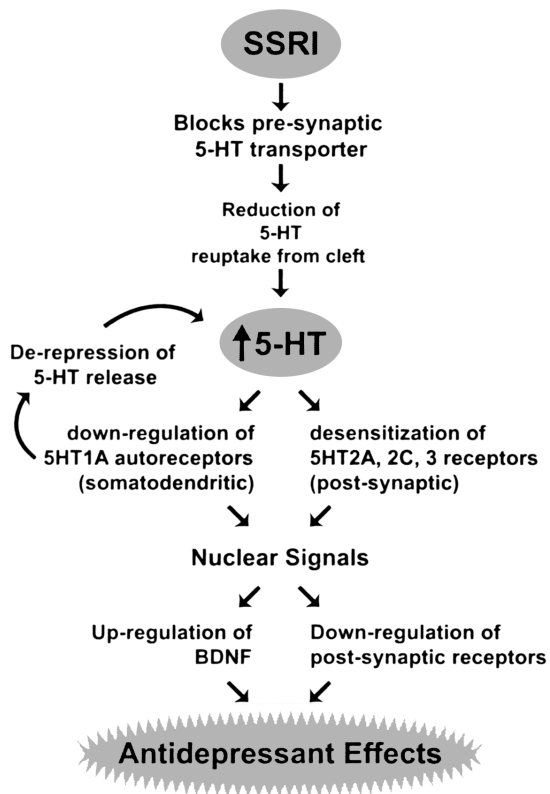 SSRI
Blocks pre-synaptic
5-HT transporter
Reduction of
5-HT
reuptake from cleft
5-HT
De-repression of
5-HT release
down-regulation of
5HT1A autoreceptors
(somatodendritic)
desensitization of
5HT2A, 2C, 3 receptors
(post-synaptic)
Nuclear Signals
Up-regulation of
BDNF
Down-regulation of
post-synaptic receptors
Antidepressant Effects